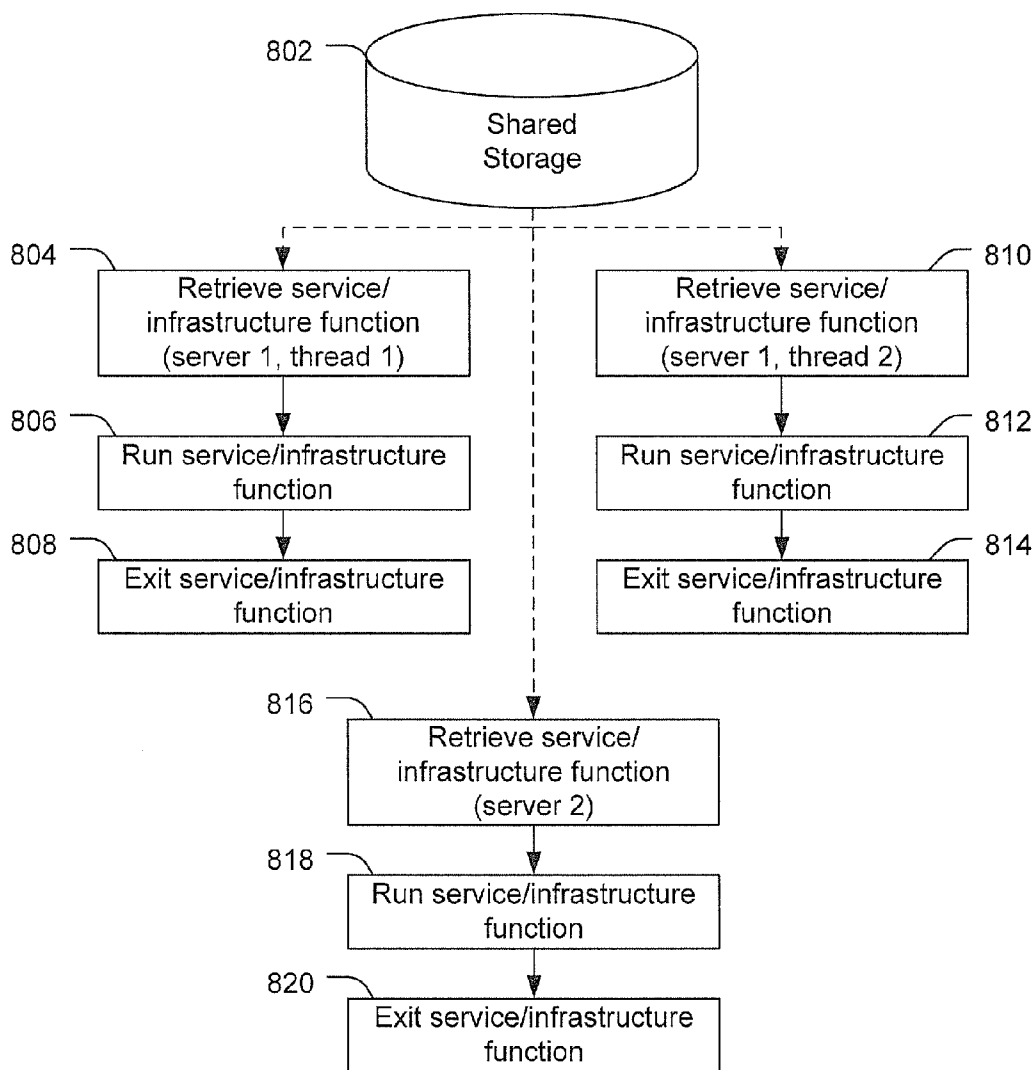 802
Shared
Storage
804
Retrieve service/
infrastructure function
(server 1, thread 1)
810
Retrieve service/
infrastructure function
(server 1, thread 2)
806
Run service/infrastructure
function
812
Run service/infrastructure
function
808
Exit service/infrastructure
function
814
Exit service/infrastructure
function
816
Retrieve service/
infrastructure function
(server 2)
818
Run service/infrastructure
function
820
Exit service/infrastructure
function